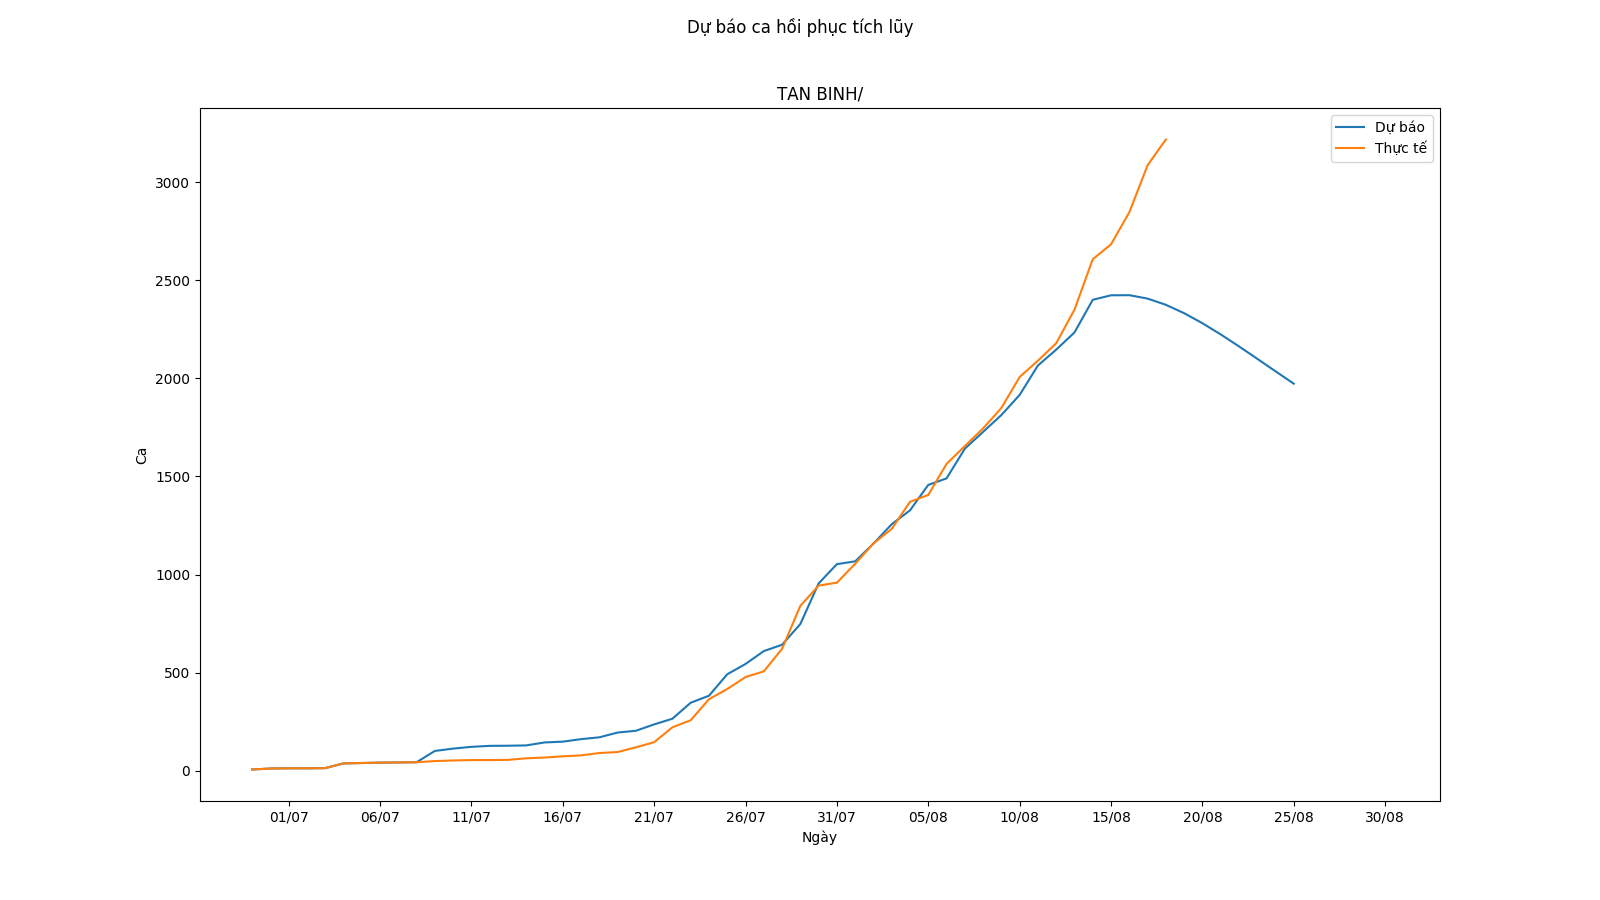 Dự báo ca hồi phục tích lũy
TAN BINH/
Dự báo
Thực tế
3000
2500
2000
1500
1000
500
0
Ca
01/07 06/07 11/07 16/07 21/07 26/07 31/07 05/08 10/08 15/08 20/08 25/08 30/08
Ngày